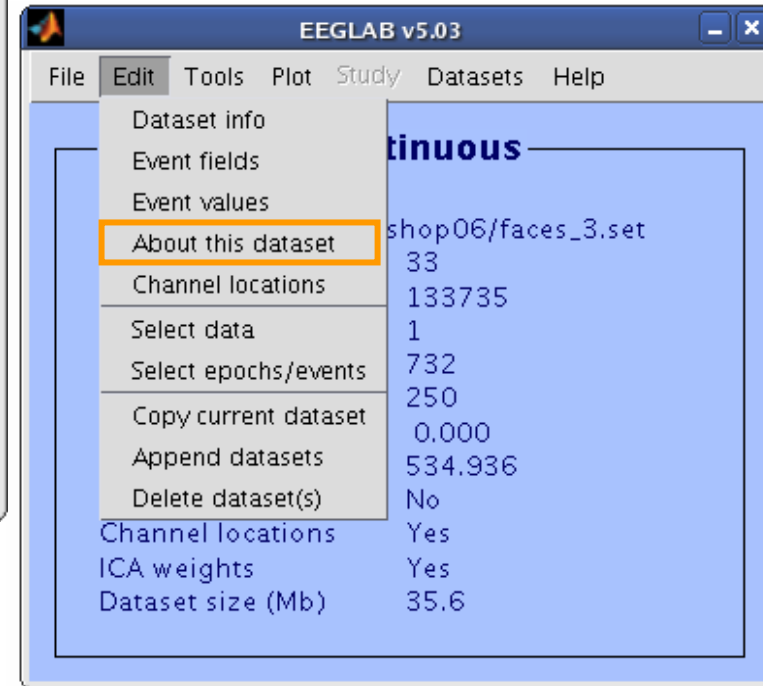 EEGLAB v5.03
File Edit Tools Plot Study Datasets Help
Dataset info
Event fields
Event values
About this dataset
Channel locations
Select data
Select epochs/events
Copy current dataset
Append datasets
Delete dataset(s)
tinuous
shop06/faces_3.set
33
133735
1
732
250
0.000
534.936
No
Channel locations Yes
ICA weights Yes
Dataset size (Mb) 35.6